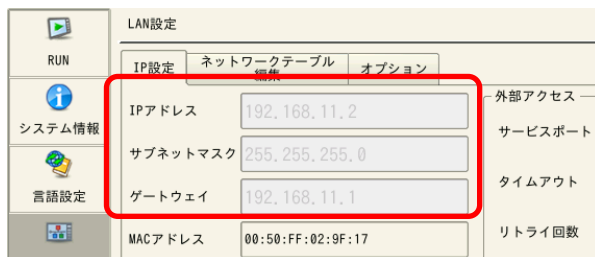 LAN設定
RUN
システム情報
言語設定
IP設定
ネットワークテーブル
編集
オプション
IPアドレス
192.168.11.2
サブネットマスク
255.255.255.0
ゲートウェイ
192.168.11.1
MACアドレス
00:50:FF:02:9F:17
外部アクセス
サービスポート
タイムアウト
リトライ回数